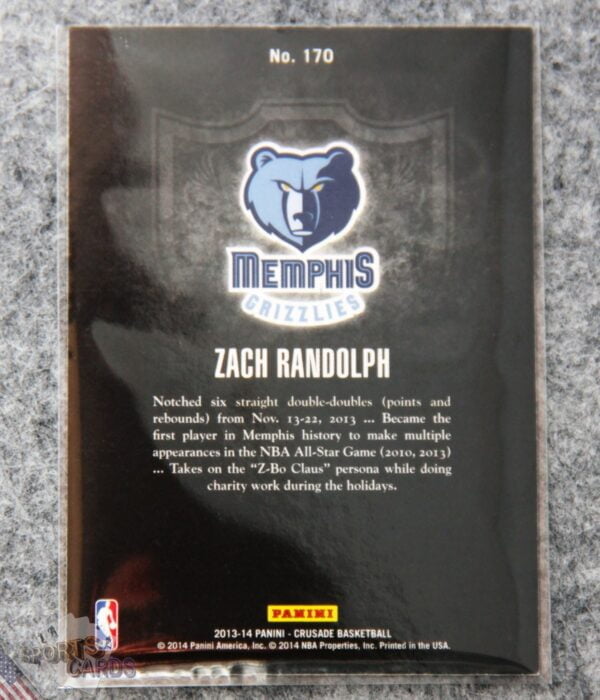 No. 170
MEMPHIS
GRIZZLIES
ZACH RANDOLPH
Notched six straight double-doubles (points and
rebounds) from Nov. 13-22, 2013 ... Became the
first player in Memphis history to make multiple
appearances in the NBA All-Star Game (2010, 2013)
... Takes on the “Z-Bo Claus” persona while doing
charity work during the holidays.
PANINI
2013-14 PANINI - CRUSADE BASKETBALL
© 2014 Panini America, Inc. © 2014 NBA Properties, Inc. Printed in the USA.
SPORTS
CARDS